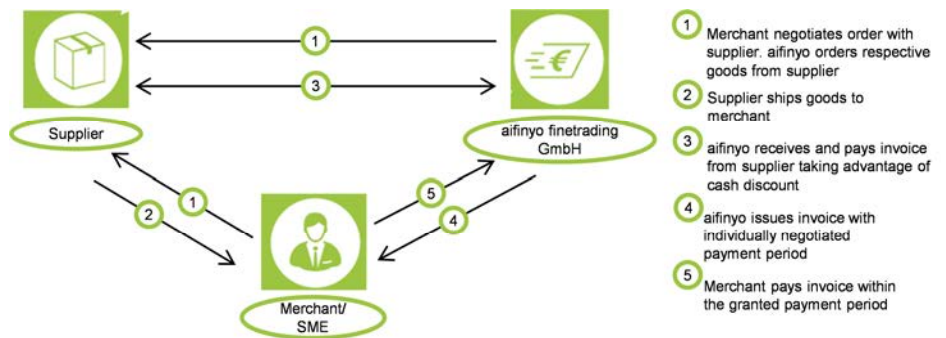 1
3
Supplier
aifinyo finetrading
GmbH
1
2
5
4
Merchant/
SME
1
Merchant negotiates order with
supplier. aifinyo orders respective
goods from supplier
2
Supplier ships goods to
merchant
3
aifinyo receives and pays invoice
from supplier taking advantage of
cash discount
4
aifinyo issues invoice with
individually negotiated
payment period
5
Merchant pays invoice within
the granted payment period